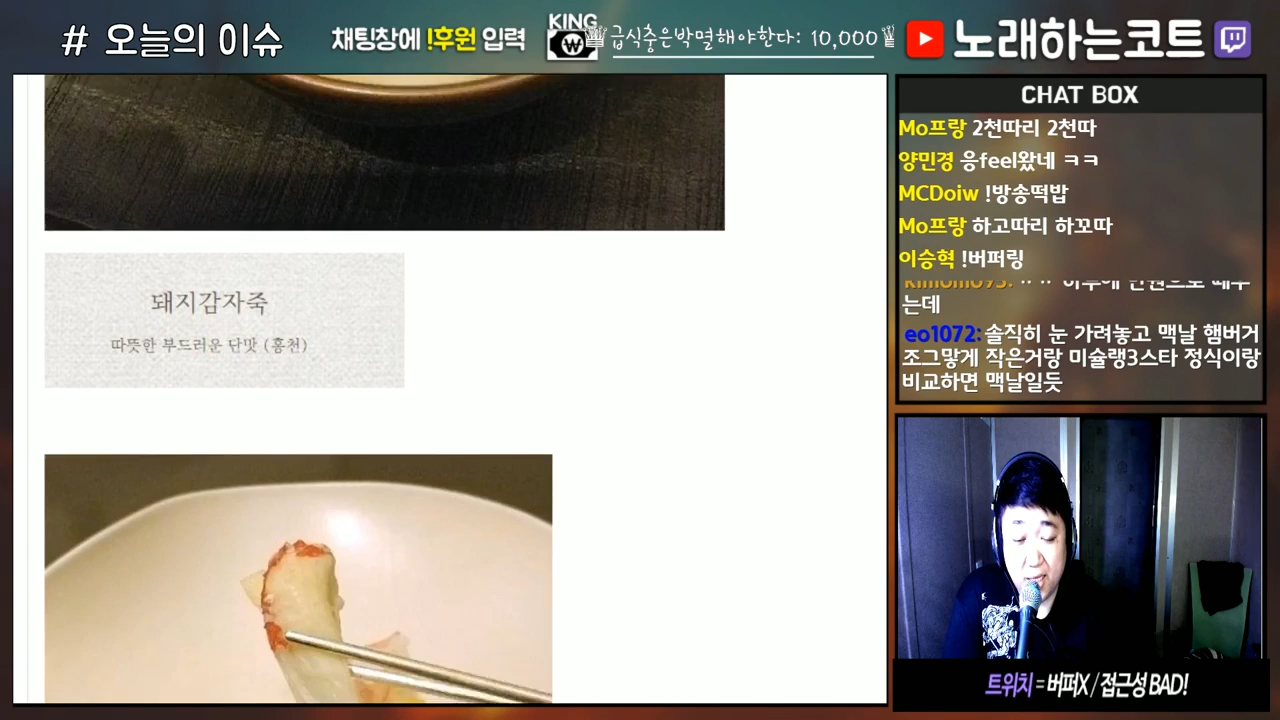 # 오늘의 이슈
채팅창에 !후원 입력
KING
₩
급식충은박멸해야한다: 10,000
노래하는코트
CHAT BOX
Mo프랑 2천따리 2천따
양민경 응feel왔네 ㅋㅋ
MCDoiw !방송떡밥
Mo프랑 하고따리 하꼬따
이승혁 !버퍼링
는데
eo1072: 솔직히 눈 가려놓고 맥날 햄버거
조그맣게 작은거랑 미슐랭3스타 정식이랑
비교하면 맥날일듯
돼지감자죽
따뜻한 부드러운 단맛 (홍천)
트위치 = 버퍼X / 접근성 BAD!